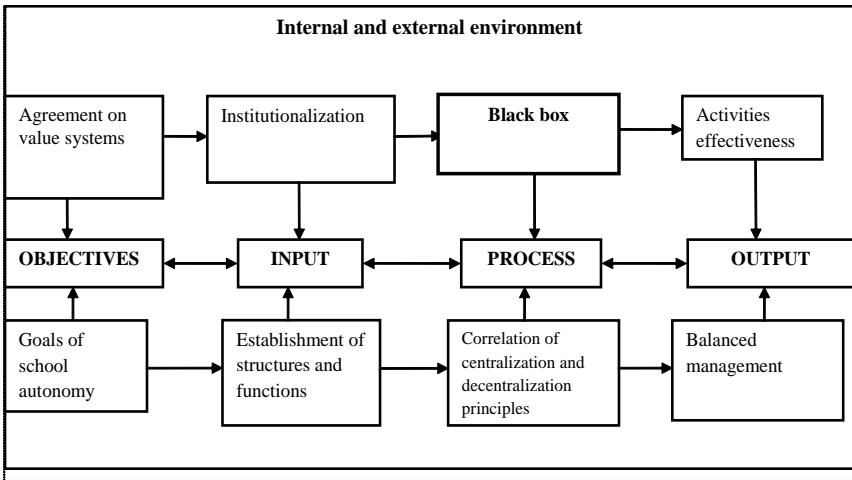 Internal and external environment
Agreement on
value systems
Institutionalization
Black box
Activities
effectiveness
OBJECTIVES
INPUT
PROCESS
OUTPUT
Goals of
school
autonomy
Establishment of
structures and
functions
Correlation of
centralization and
decentralization
principles
Balanced
management